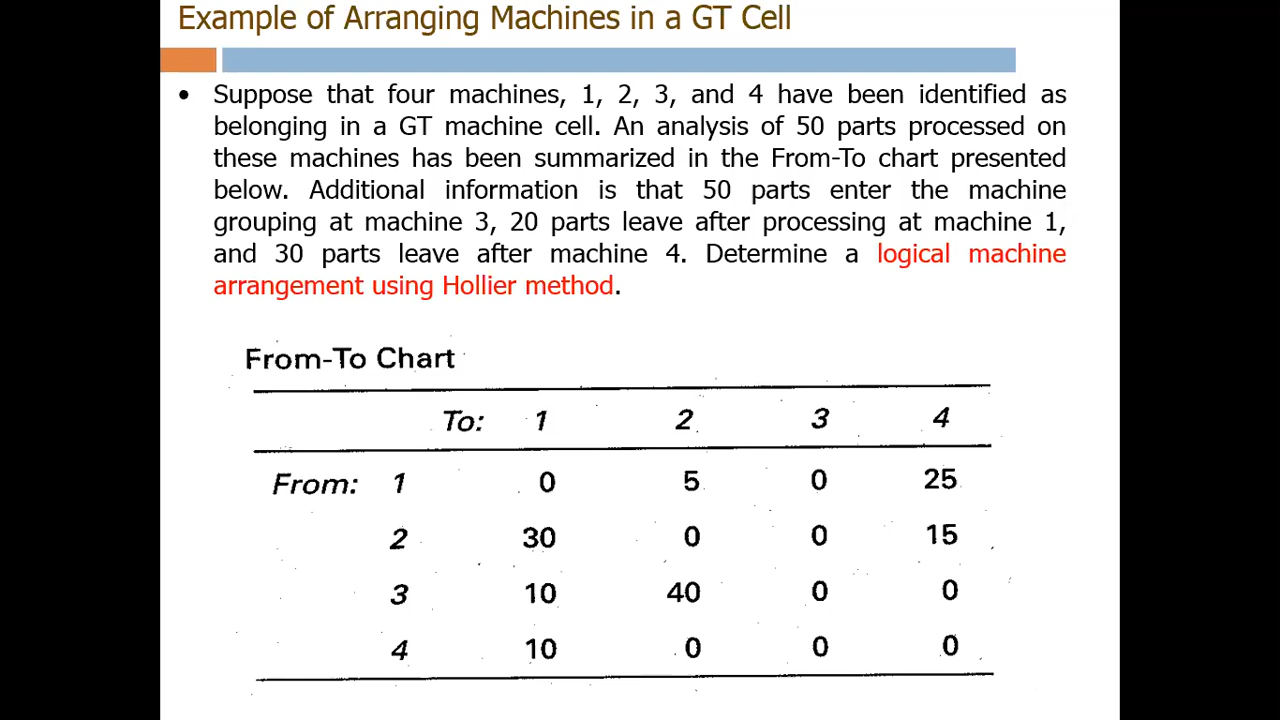 Example of Arranging Machines in a GT Cell
• Suppose that four machines, 1, 2, 3, and 4 have been identified as
belonging in a GT machine cell. An analysis of 50 parts processed on
these machines has been summarized in the From-To chart presented
below. Additional information is that 50 parts enter the machine
grouping at machine 3, 20 parts leave after processing at machine 1,
and 30 parts leave after machine 4. Determine a logical machine
arrangement using Hollier method.
From-To Chart
To: 1 2 3 4
From: 1 0 5 0 25
2 30 0 0 15
3 10 40 0 0
4 10 0 0 0